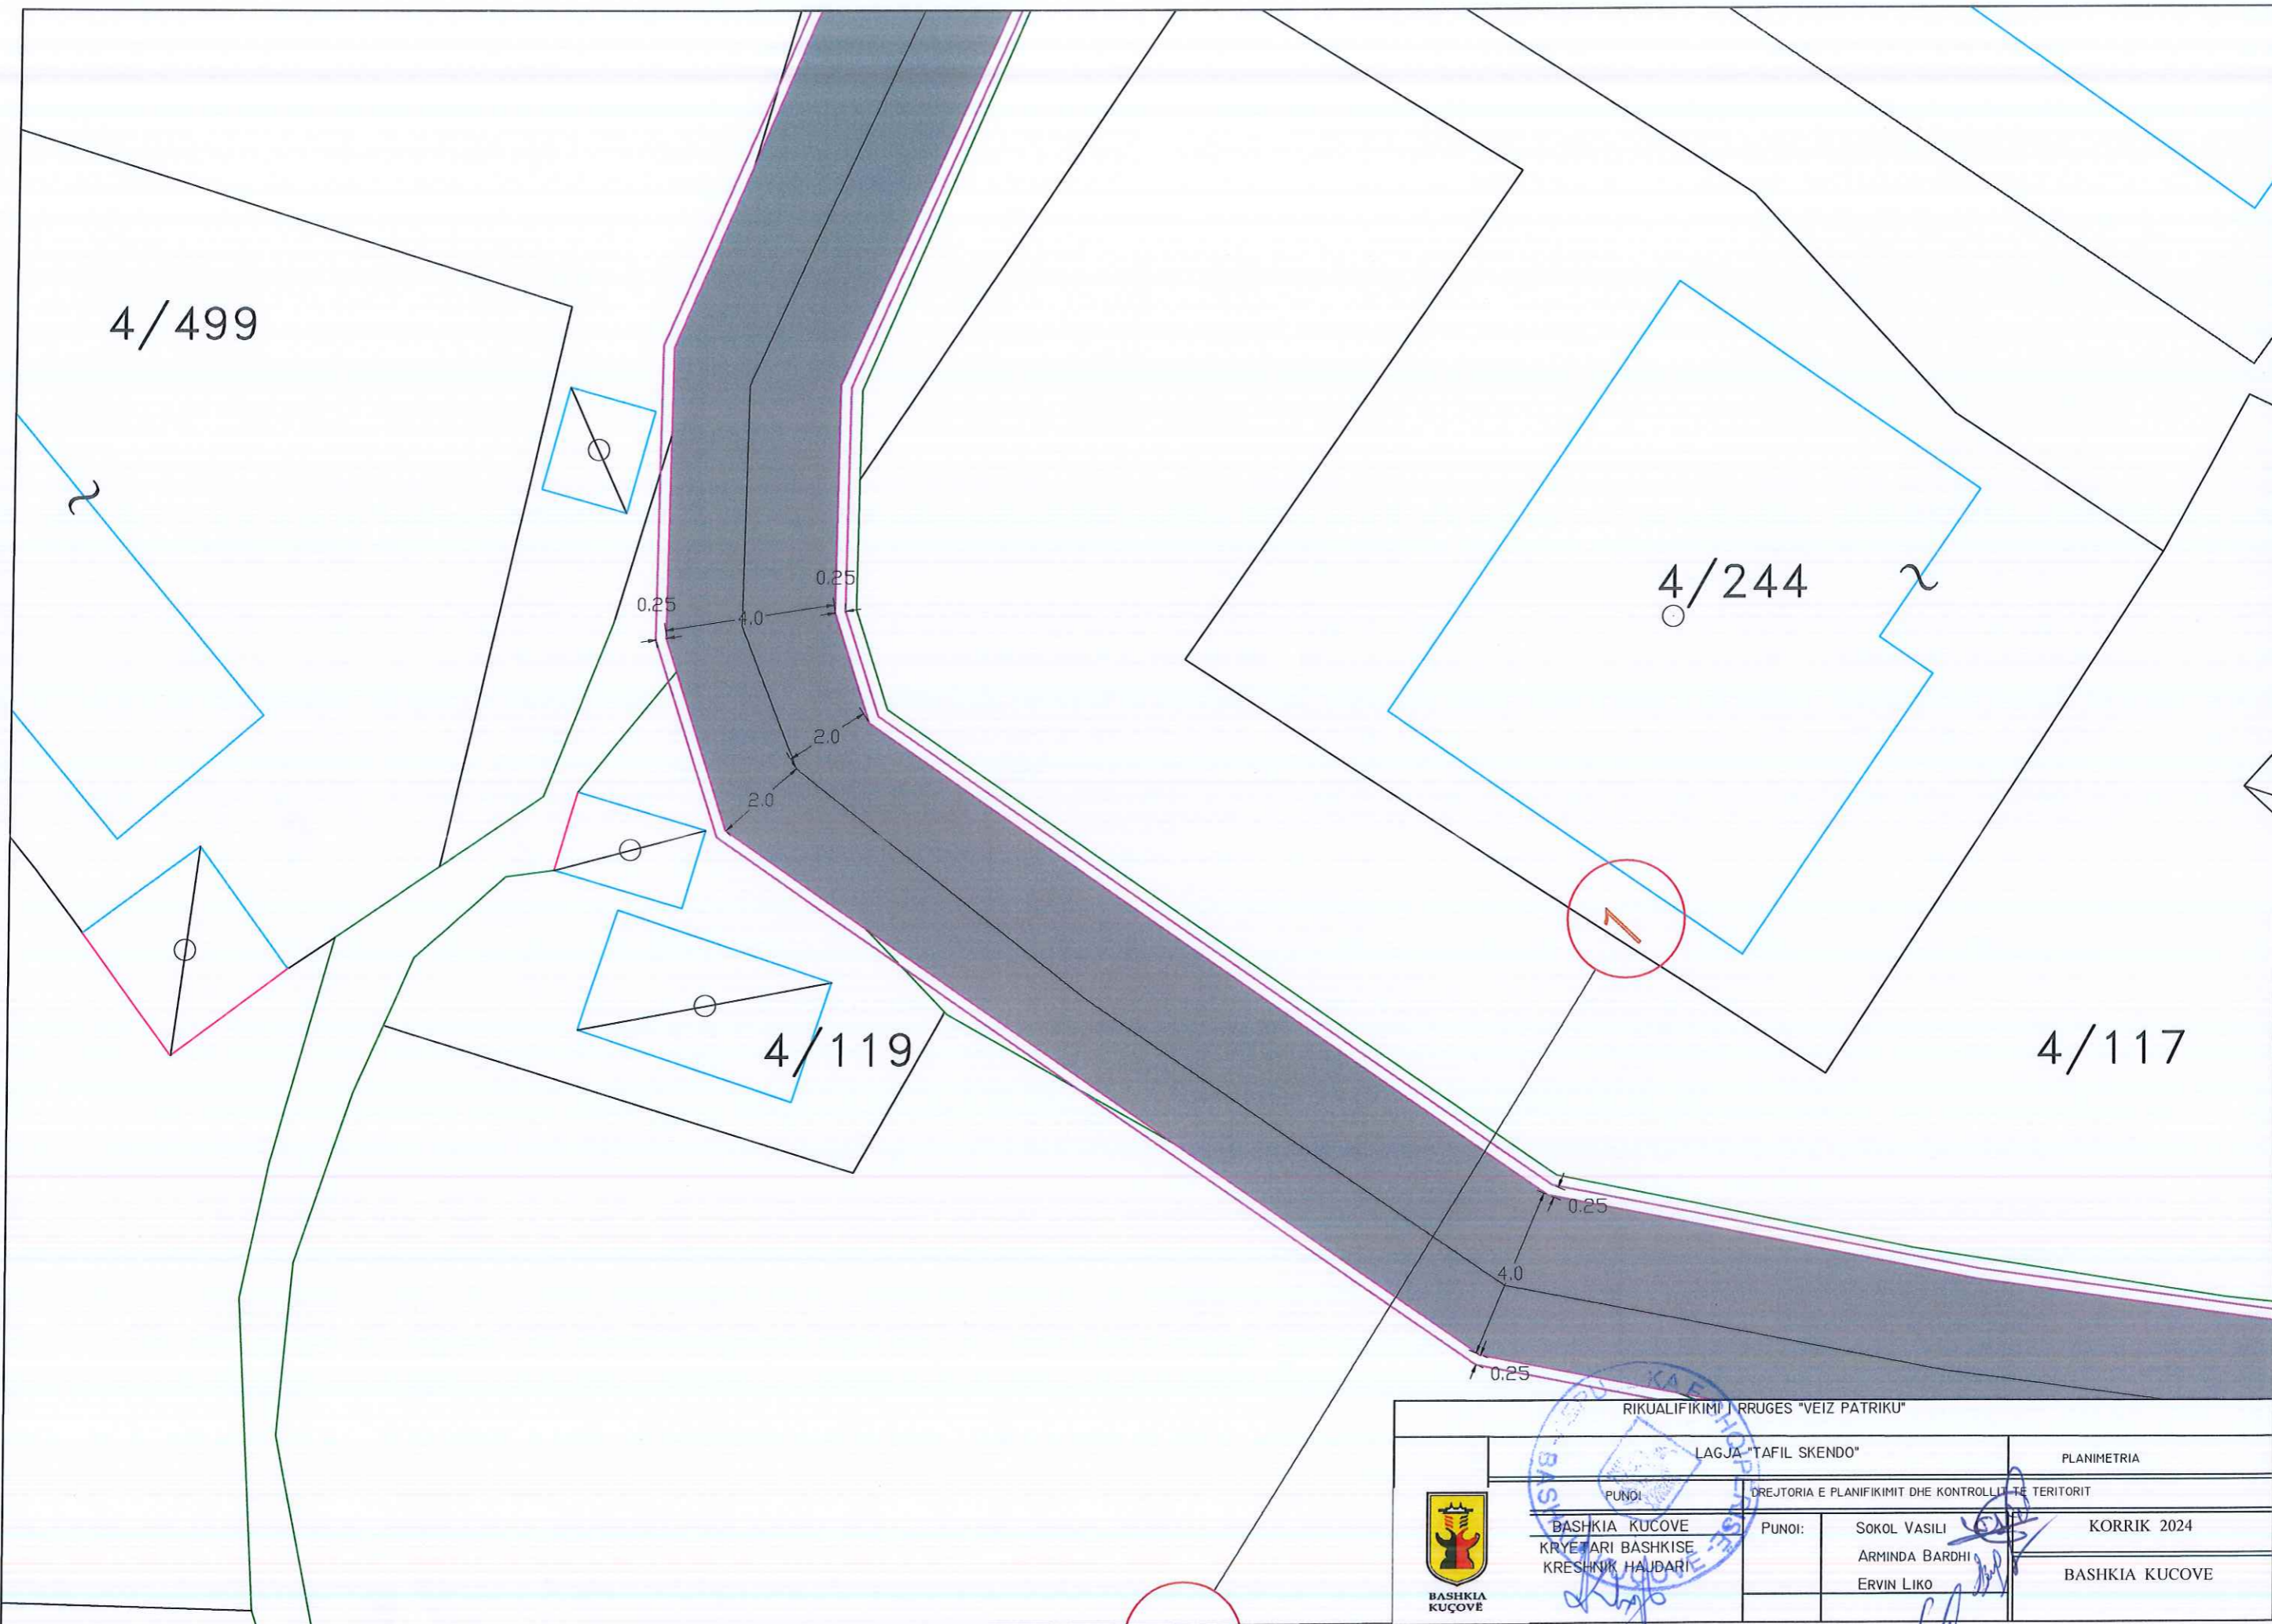 4/499
0.25
0.25
4.0
4/244
2.0
2.0
1
4/119
4/117
0.25
4.0
0.25
RIKUALIFIKIMI I RRUGES "VEIZ PATRIKU"
LAGJA "TAFIL SKENDO"
PLANIMETRIA
PUNOI
DREJTORIA E PLANIFIKIMIT DHE KONTROLLIT TE TERITORIT
BASHKIA KUCOVE
KRYETARI BASHKISE
KRESHNIK HAJDARI
PUNOI:
SOKOL VASILI
ARMINDA BARDHI
ERVIN LIKO
KORRIK 2024
BASHKIA KUCOVE
BASHKIA
KUÇOVË